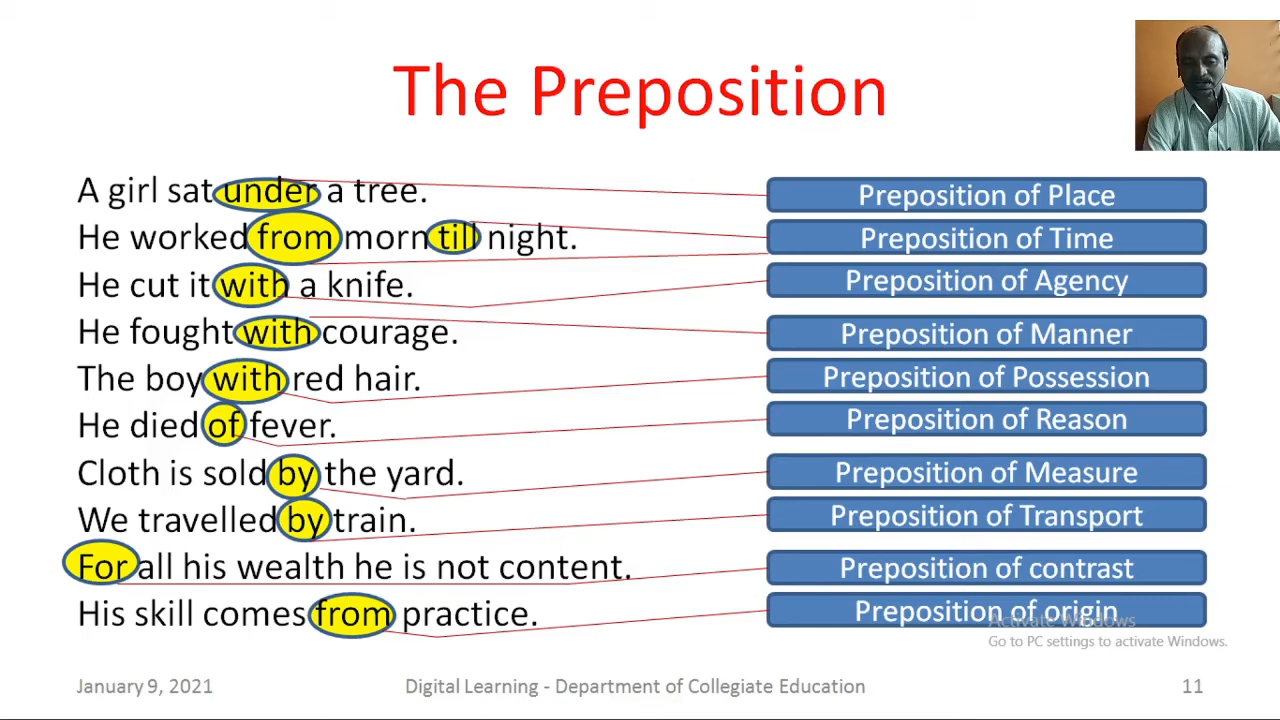 The Preposition
A girl sat under a tree.
Preposition of Place
He worked from morn till night.
Preposition of Time
He cut it with a knife.
Preposition of Agency
He fought with courage.
Preposition of Manner
The boy with red hair.
Preposition of Possession
He died of fever.
Preposition of Reason
Cloth is sold by the yard.
Preposition of Measure
We travelled by train.
Preposition of Transport
For all his wealth he is not content.
Preposition of contrast
His skill comes from practice.
Preposition of origin
Activate Windows
Go to PC settings to activate Windows.
January 9, 2021
Digital Learning - Department of Collegiate Education
11